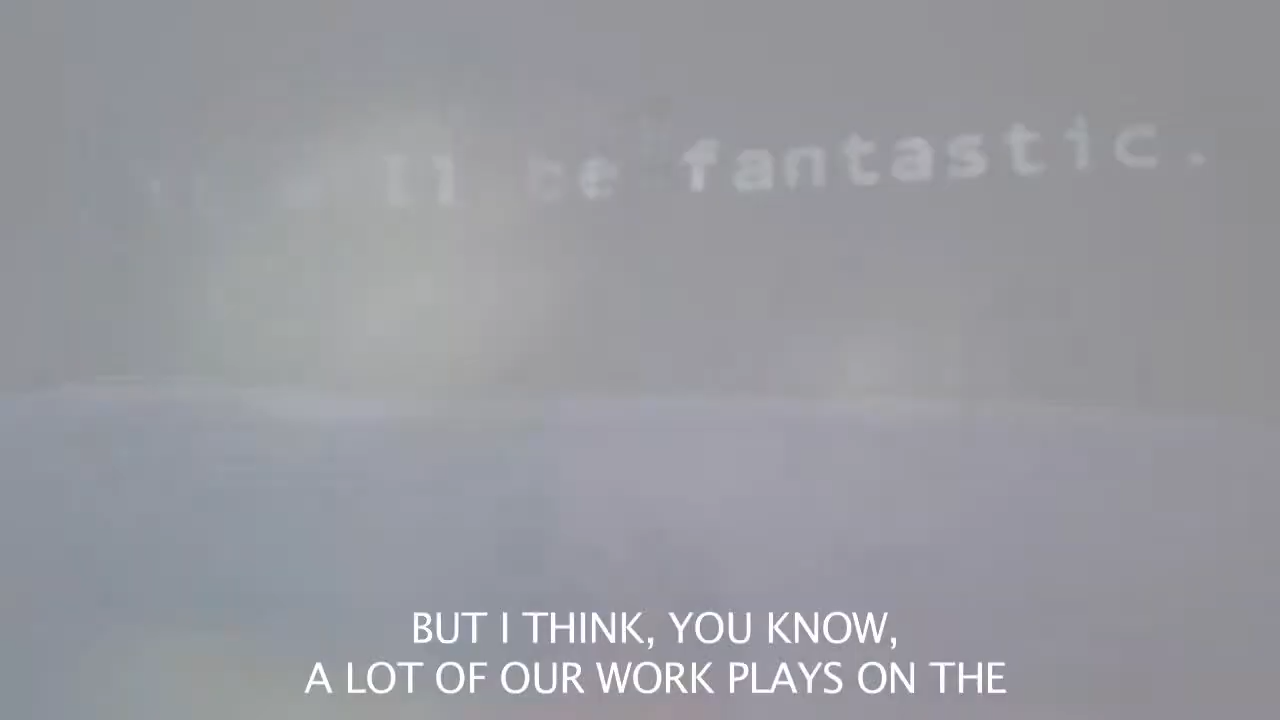 be fantastic.
BUT I THINK, YOU KNOW,
A LOT OF OUR WORK PLAYS ON THE